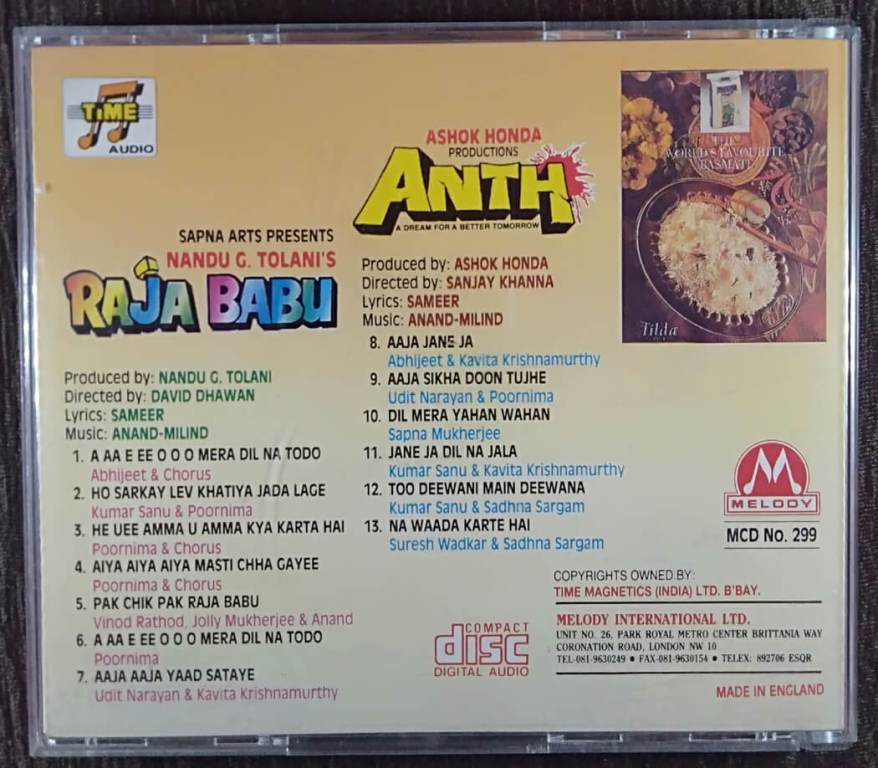 TIME
AUDIO
SAPNA ARTS PRESENTS
NANDU G. TOLANI'S
RAJA BABU
Produced by: NANDU G. TOLANI
Directed by: DAVID DHAWAN
Lyrics: SAMEER
Music: ANAND-MILIND
1. A AA E EE O O O MERA DIL NA TODO
Abhijeet & Chorus
2. HO SARKAY LEV KHATIYA JADA LAGE
Kumar Sanu & Poornima
3. HE UEE AMMA U AMMA KYA KARTA HAI
Poornima & Chorus
4. AIYA AIYA AIYA MASTI CHHA GAYEE
Poornima & Chorus
5. PAK CHIK PAK RAJA BABU
Vinod Rathod, Jolly Mukherjee & Anand
6. A AA E EE O O O MERA DIL NA TODO
Poornima
7. AAJA AAJA YAAD SATAYE
Udit Narayan & Kavita Krishnamurthy
ASHOK HONDA
PRODUCTIONS
ANTH
A DREAM FOR A BETTER TOMORROW
Produced by: ASHOK HONDA
Directed by: SANJAY KHANNA
Lyrics: SAMEER
Music: ANAND-MILIND
8. AAJA JANE JA
Abhijeet & Kavita Krishnamurthy
9. AAJA SIKHA DOON TUJHE
Udit Narayan & Poornima
10. DIL MERA YAHAN WAHAN
Sapna Mukherjee
11. JANE JA DIL NA JALA
Kumar Sanu & Kavita Krishnamurthy
12. TOO DEEWANI MAIN DEEWANA
Kumar Sanu & Sadhna Sargam
13. NA WAADA KARTE HAI
Suresh Wadkar & Sadhna Sargam
THE
WORLD'S FAVOURITE
BASMATI
Tilda
MELODY
MCD No. 299
COMPACT
disc
DIGITAL AUDIO
COPYRIGHTS OWNED.BY:
TIME MAGNETICS (INDIA) LTD. B'BAY.
MELODY INTERNATIONAL LTD.
UNIT NO. 26, PARK ROYAL METRO CENTER BRITTANIA WAY
CORONATION ROAD, LONDON NW 10
TEL-081-9630249 • FAX-081-9630154 • TELEX: 892706 ESQR
MADE IN ENGLAND